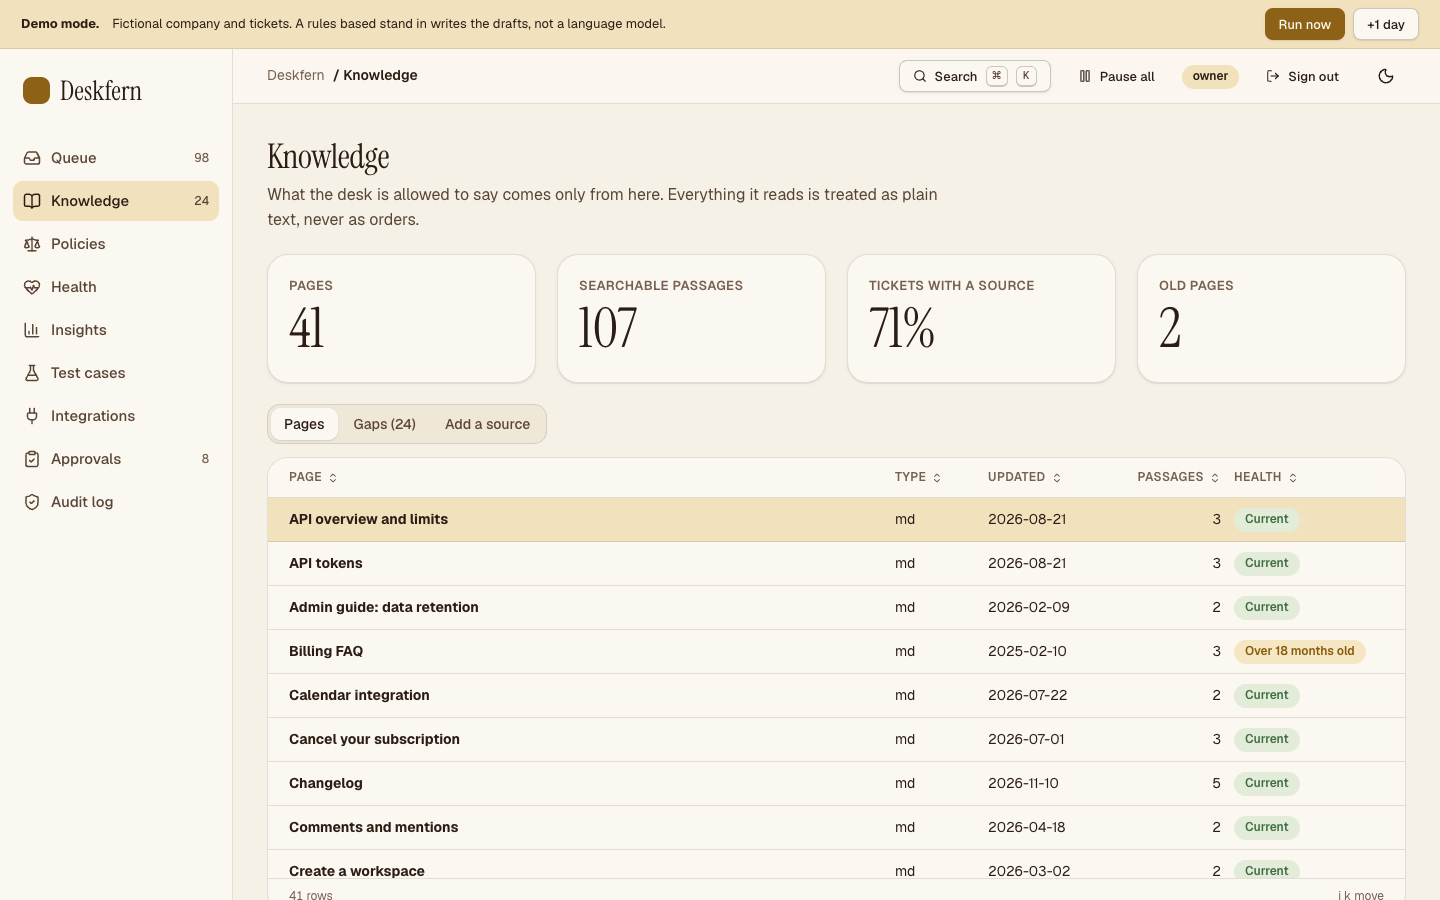 Demo mode. Fictional company and tickets. A rules based stand in writes the drafts, not a language model.
Run now
+1 day
Deskfern
Deskfern / Knowledge
Search ⌘ K
Pause all
owner
Sign out
Queue 98
Knowledge 24
Policies
Health
Insights
Test cases
Integrations
Approvals 8
Audit log
Knowledge
What the desk is allowed to say comes only from here. Everything it reads is treated as plain
text, never as orders.
PAGES
41
SEARCHABLE PASSAGES
107
TICKETS WITH A SOURCE
71%
OLD PAGES
2
Pages
Gaps (24)
Add a source
PAGE TYPE UPDATED PASSAGES HEALTH
API overview and limits md 2026-08-21 3 Current
API tokens md 2026-08-21 3 Current
Admin guide: data retention md 2026-02-09 2 Current
Billing FAQ md 2025-02-10 3 Over 18 months old
Calendar integration md 2026-07-22 2 Current
Cancel your subscription md 2026-07-01 3 Current
Changelog md 2026-11-10 5 Current
Comments and mentions md 2026-04-18 2 Current
Create a workspace md 2026-03-02 2 Current
41 rows
j k move